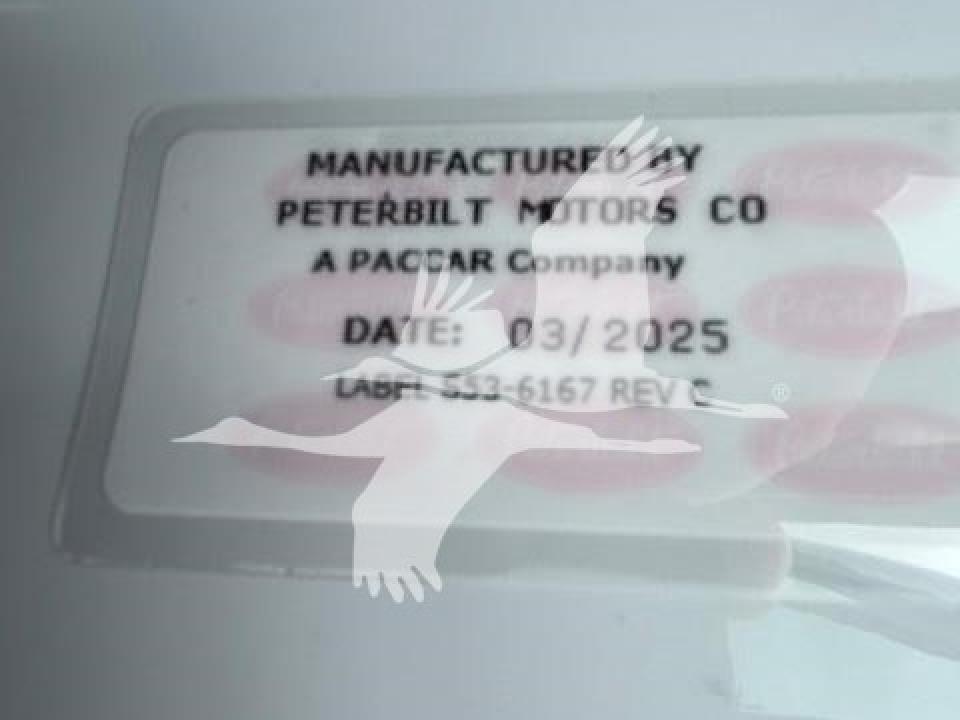 MANUFACTURED BY
PETERBILT MOTORS CO
A PACCAR Company
DATE: 03/2025
LABEL 553-6167 REV C
®